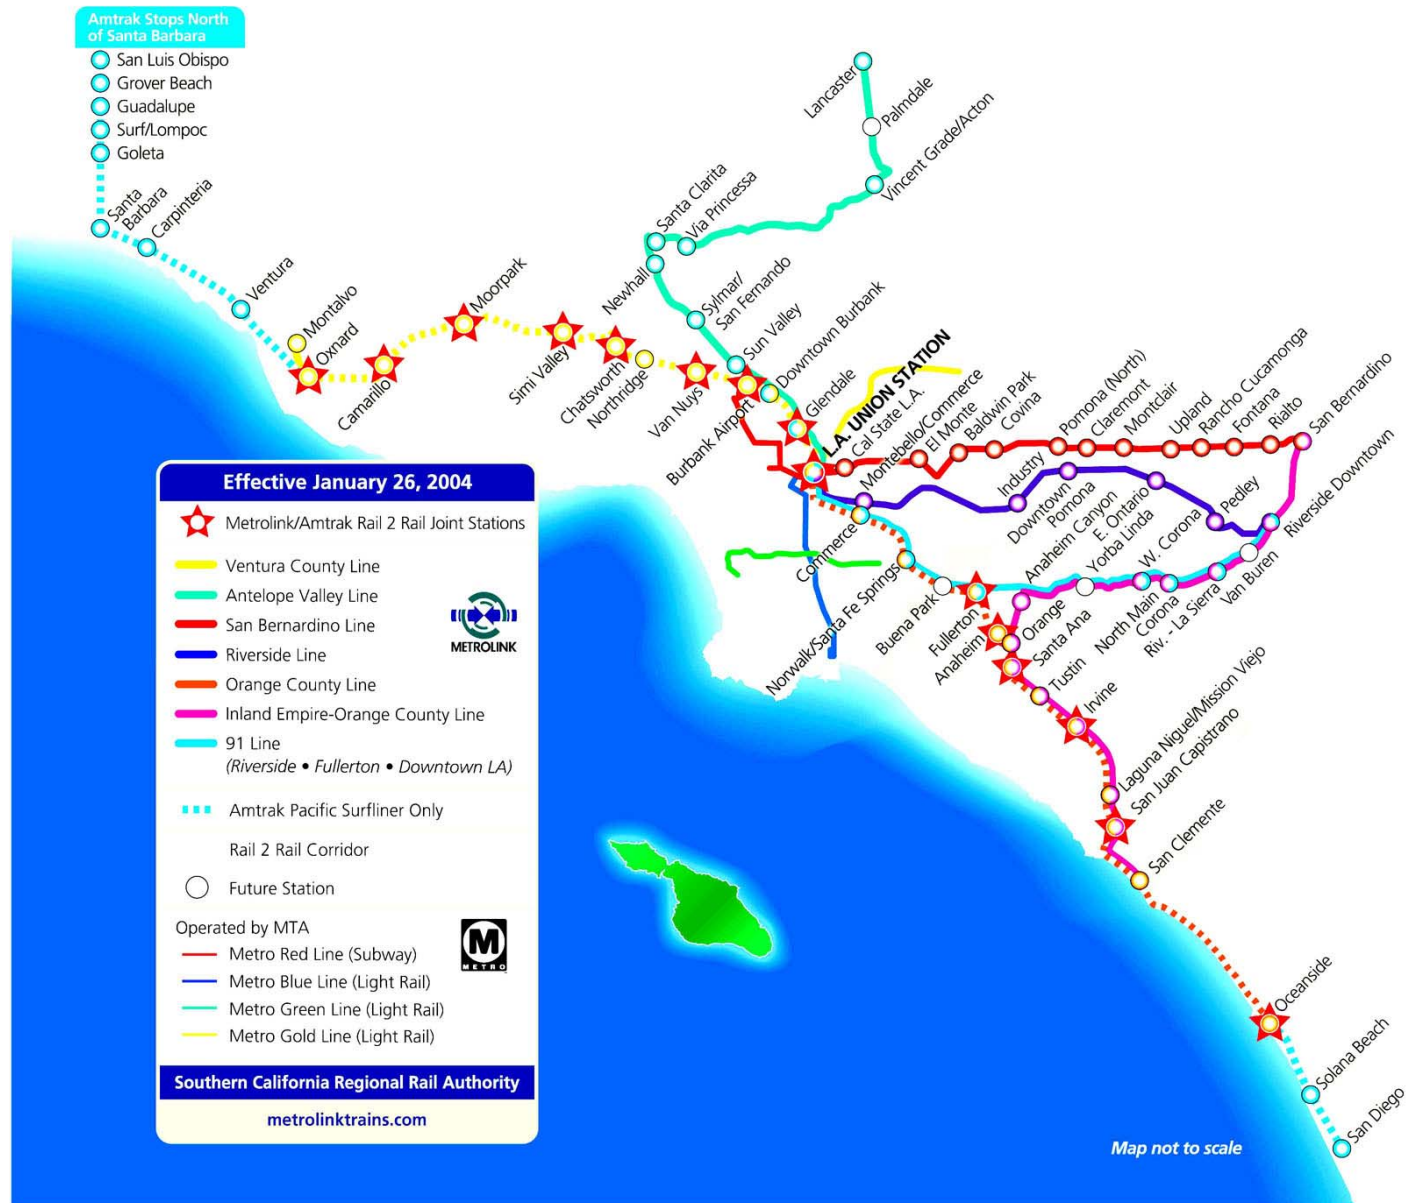 Amtrak Stops North
of Santa Barbara
San Luis Obispo
Grover Beach
Guadalupe
Surf/Lompoc
Goleta
Santa
Barbara
Carpinteria
Ventura
Montalvo
Oxnard
Camarillo
Moorpark
Simi Valley
Chatsworth
Northridge
Van Nuys
Burbank Airport
Lancaster
Palmdale
Vincent Grade/Acton
Santa Clarita
Via Princessa
Newhall
Sylmar/
San Fernando
Sun Valley
Downtown Burbank
Glendale
L.A. UNION STATION
Cal State L.A.
Montebello/Commerce
El Monte
Baldwin Park
Covina
Pomona (North)
Claremont
Montclair
Upland
Rancho Cucamonga
Fontana
Rialto
San Bernardino
Industry
Downtown
Pomona
E. Ontario
Pedley
Riverside Downtown
Commerce
Norwalk/Santa Fe Springs
Buena Park
Fullerton
Anaheim
Anaheim Canyon
Yorba Linda
W. Corona
North Main
Corona
Riv. - La Sierra
Van Buren
Orange
Santa Ana
Tustin
Irvine
Laguna Niguel/Mission Viejo
San Juan Capistrano
San Clemente
Oceanside
Solana Beach
San Diego
Effective January 26, 2004
Metrolink/Amtrak Rail 2 Rail Joint Stations
Ventura County Line
Antelope Valley Line
San Bernardino Line
Riverside Line
Orange County Line
Inland Empire-Orange County Line
91 Line
(Riverside • Fullerton • Downtown LA)
METROLINK
Amtrak Pacific Surfliner Only
Rail 2 Rail Corridor
Future Station
Operated by MTA
Metro Red Line (Subway)
Metro Blue Line (Light Rail)
Metro Green Line (Light Rail)
Metro Gold Line (Light Rail)
M
METRO
Southern California Regional Rail Authority
metrolinktrains.com
Map not to scale